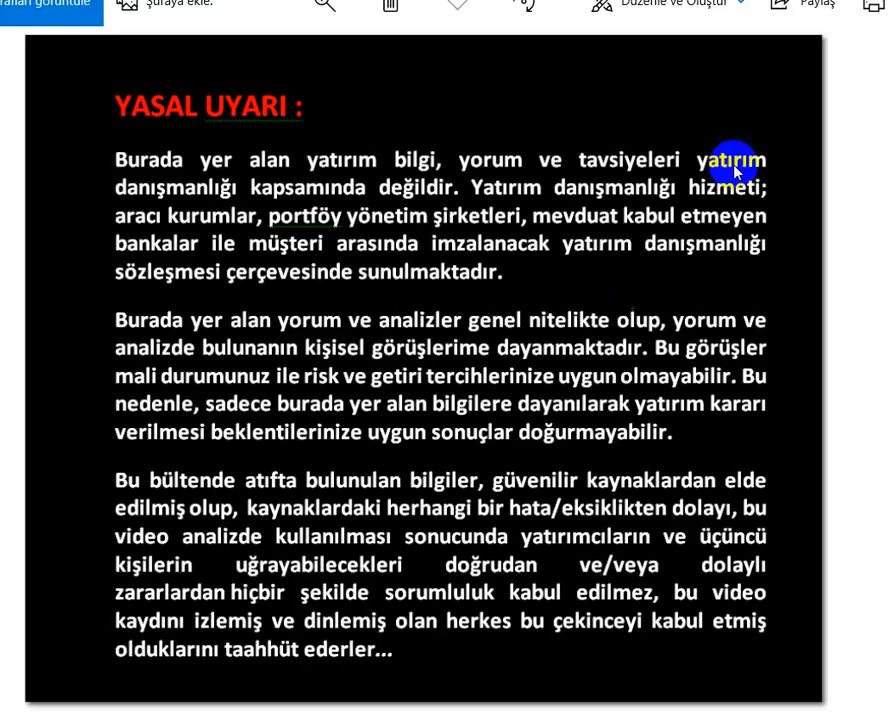 görüntüle
Şuraya ekle.
Düzenle ve Oluştur
Paylaş
YASAL UYARI :
Burada yer alan yatırım bilgi, yorum ve tavsiyeleri yatırım
danışmanlığı kapsamında değildir. Yatırım danışmanlığı hizmeti;
aracı kurumlar, portföy yönetim şirketleri, mevduat kabul etmeyen
bankalar ile müşteri arasında imzalanacak yatırım danışmanlığı
sözleşmesi çerçevesinde sunulmaktadır.
Burada yer alan yorum ve analizler genel nitelikte olup, yorum ve
analizde bulunanın kişisel görüşlerime dayanmaktadır. Bu görüşler
mali durumunuz ile risk ve getiri tercihlerinize uygun olmayabilir. Bu
nedenle, sadece burada yer alan bilgilere dayanılarak yatırım kararı
verilmesi beklentilerinize uygun sonuçlar doğurmayabilir.
Bu bültende atıfta bulunulan bilgiler, güvenilir kaynaklardan elde
edilmiş olup, kaynaklardaki herhangi bir hata/eksiklikten dolayı, bu
video analizde kullanılması sonucunda yatırımcıların ve üçüncü
kişilerin uğrayabilecekleri doğrudan ve/veya dolaylı
zararlardan hiçbir şekilde sorumluluk kabul edilmez, bu video
kaydını izlemiş ve dinlemiş olan herkes bu çekinceyi kabul etmiş
olduklarını taahhüt ederler...